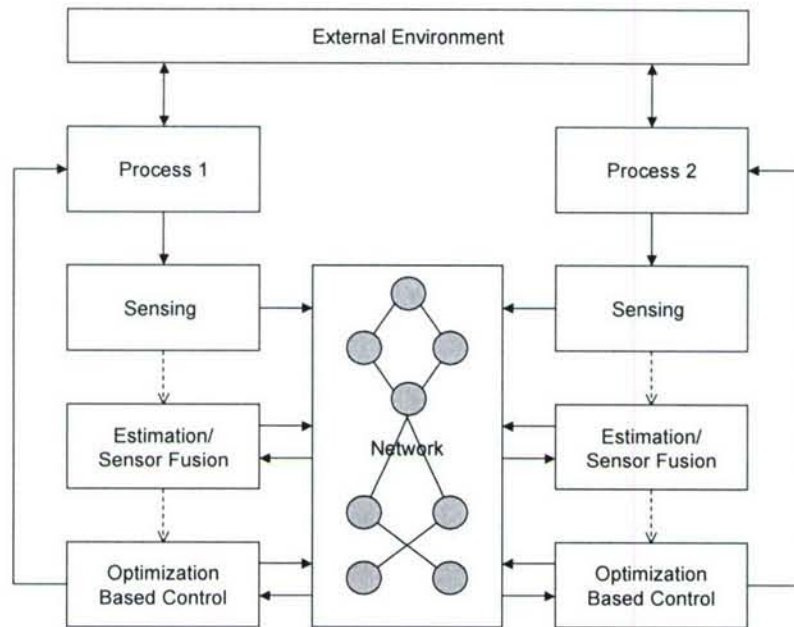 External Environment
Process 1
Process 2
Sensing
Sensing
Estimation/
Sensor Fusion
Network
Estimation/
Sensor Fusion
Optimization
Based Control
Optimization
Based Control